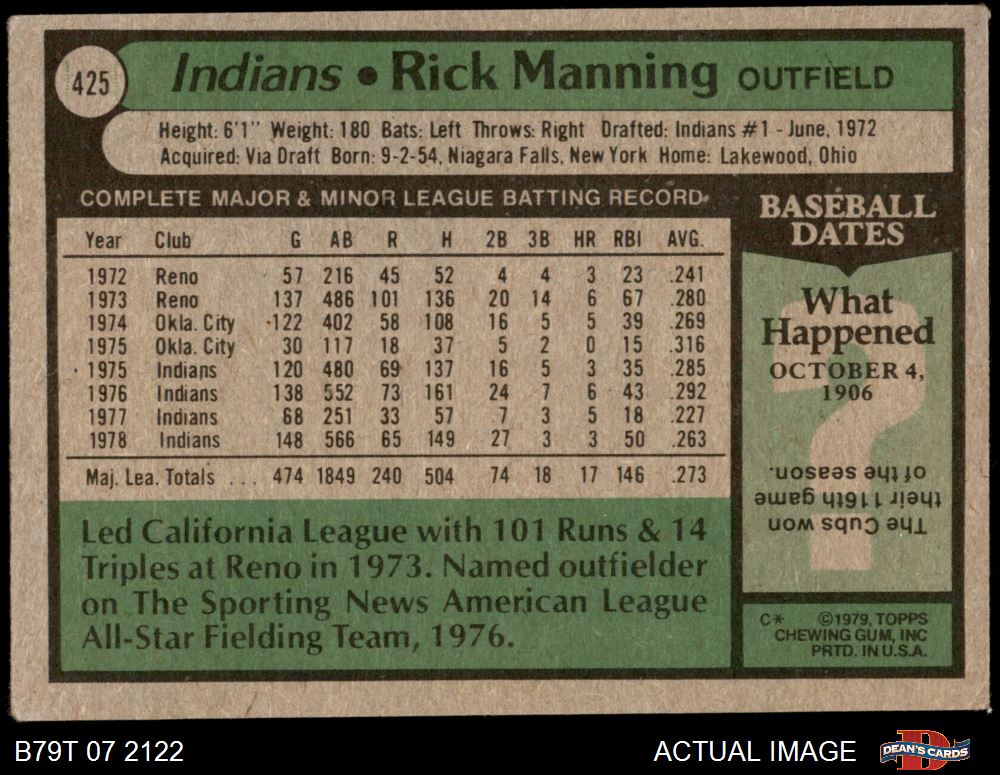 425
Indians • Rick Manning OUTFIELD
Height: 6'1" Weight: 180 Bats: Left Throws: Right Drafted: Indians #1 - June, 1972
Acquired: Via Draft Born: 9-2-54, Niagara Falls, New York Home: Lakewood, Ohio
COMPLETE MAJOR & MINOR LEAGUE BATTING RECORD
Year Club G AB R H 2B 3B HR RBI AVG.
1972 Reno 57 216 45 52 4 4 3 23 .241
1973 Reno 137 486 101 136 20 14 6 67 .280
1974 Okla. City 122 402 58 108 16 5 5 39 .269
1975 Okla. City 30 117 18 37 5 2 0 15 .316
1975 Indians 120 480 69 137 16 5 3 35 .285
1976 Indians 138 552 73 161 24 7 6 43 .292
1977 Indians 68 251 33 57 7 3 5 18 .227
1978 Indians 148 566 65 149 27 3 3 50 .263
Maj. Lea. Totals ... 474 1849 240 504 74 18 17 146 .273
Led California League with 101 Runs & 14
Triples at Reno in 1973. Named outfielder
on The Sporting News American League
All-Star Fielding Team, 1976.
BASEBALL
DATES
What
Happened
OCTOBER 4,
1906
The Cubs won
their 116th game
of the season.
C* ©1979, TOPPS
CHEWING GUM, INC
PRTD. IN U.S.A.
B79T 07 2122
ACTUAL IMAGE
DEAN'S CARDS